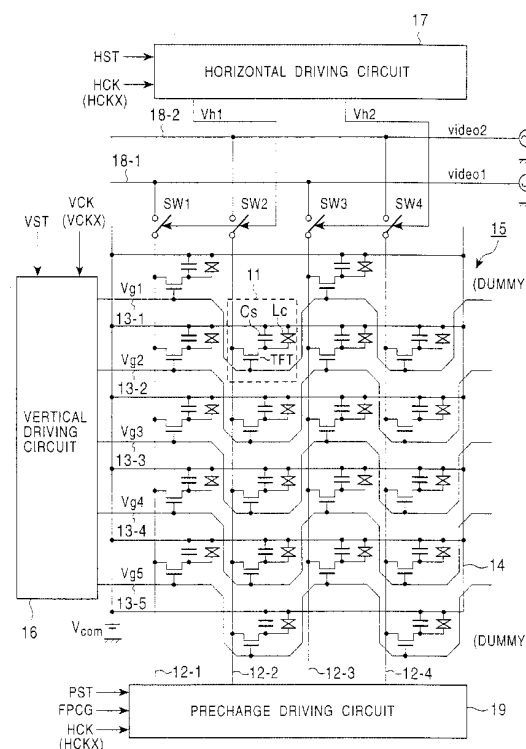 17
HST
HORIZONTAL DRIVING CIRCUIT
HCK
(HCKX)
Vh1
Vh2
18-2
video2
18-1
video1
VCK
(VCKX)
VST
SW1
SW2
SW3
SW4
15
11
(DUMMY
Vg1
13-1
Cs
Lc
TFT
Vg2
13-2
VERTICAL
DRIVING
CIRCUIT
Vg3
13-3
Vg4
13-4
14
Vg5
13-5
16
Vcom
(DUMMY
12-1
12-2
12-3
12-4
PST
FPCG
HCK
(HCKX)
PRECHARGE DRIVING CIRCUIT
19